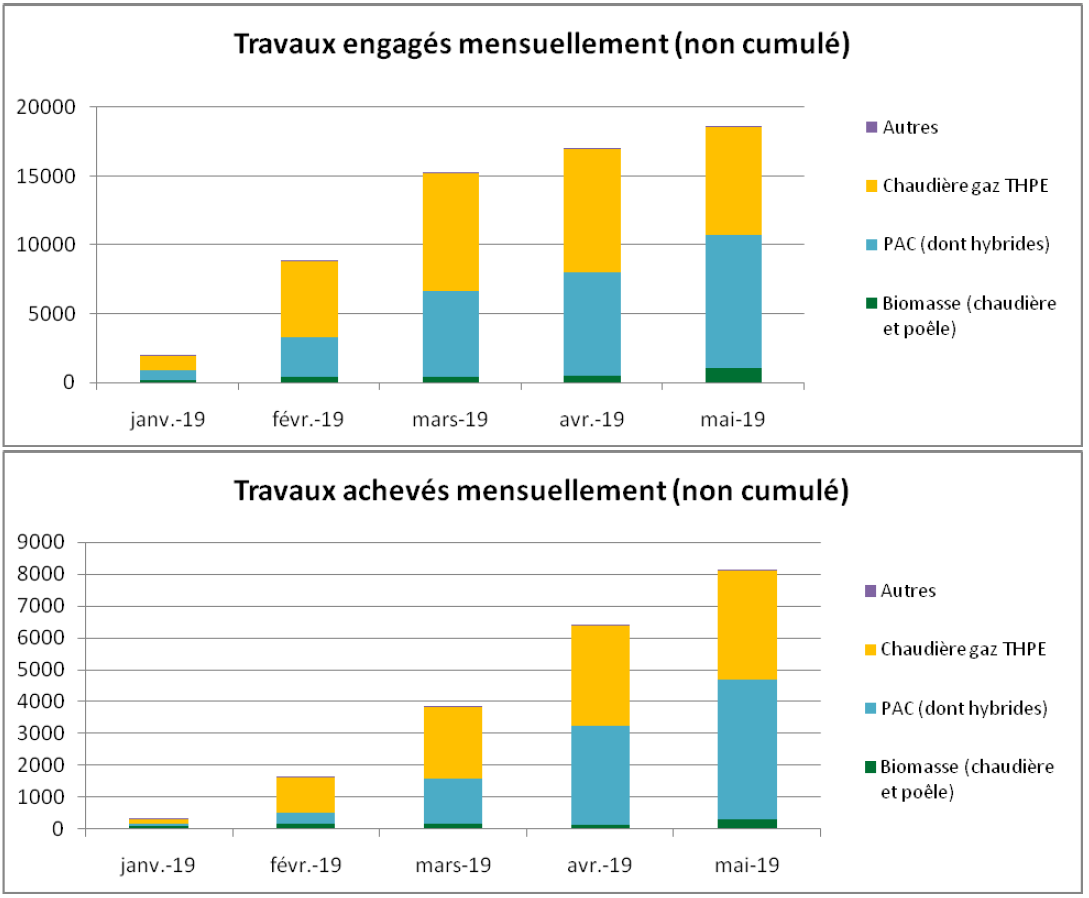 Travaux engagés mensuellement (non cumulé)
20000
15000
10000
5000
0
janv.-19
févr.-19
mars-19
avr.-19
mai-19
Autres
Chaudière gaz THPE
PAC (dont hybrides)
Biomasse (chaudière
et poêle)
Travaux achevés mensuellement (non cumulé)
9000
8000
7000
6000
5000
4000
3000
2000
1000
0
janv.-19
févr.-19
mars-19
avr.-19
mai-19
Autres
Chaudière gaz THPE
PAC (dont hybrides)
Biomasse (chaudière
et poêle)